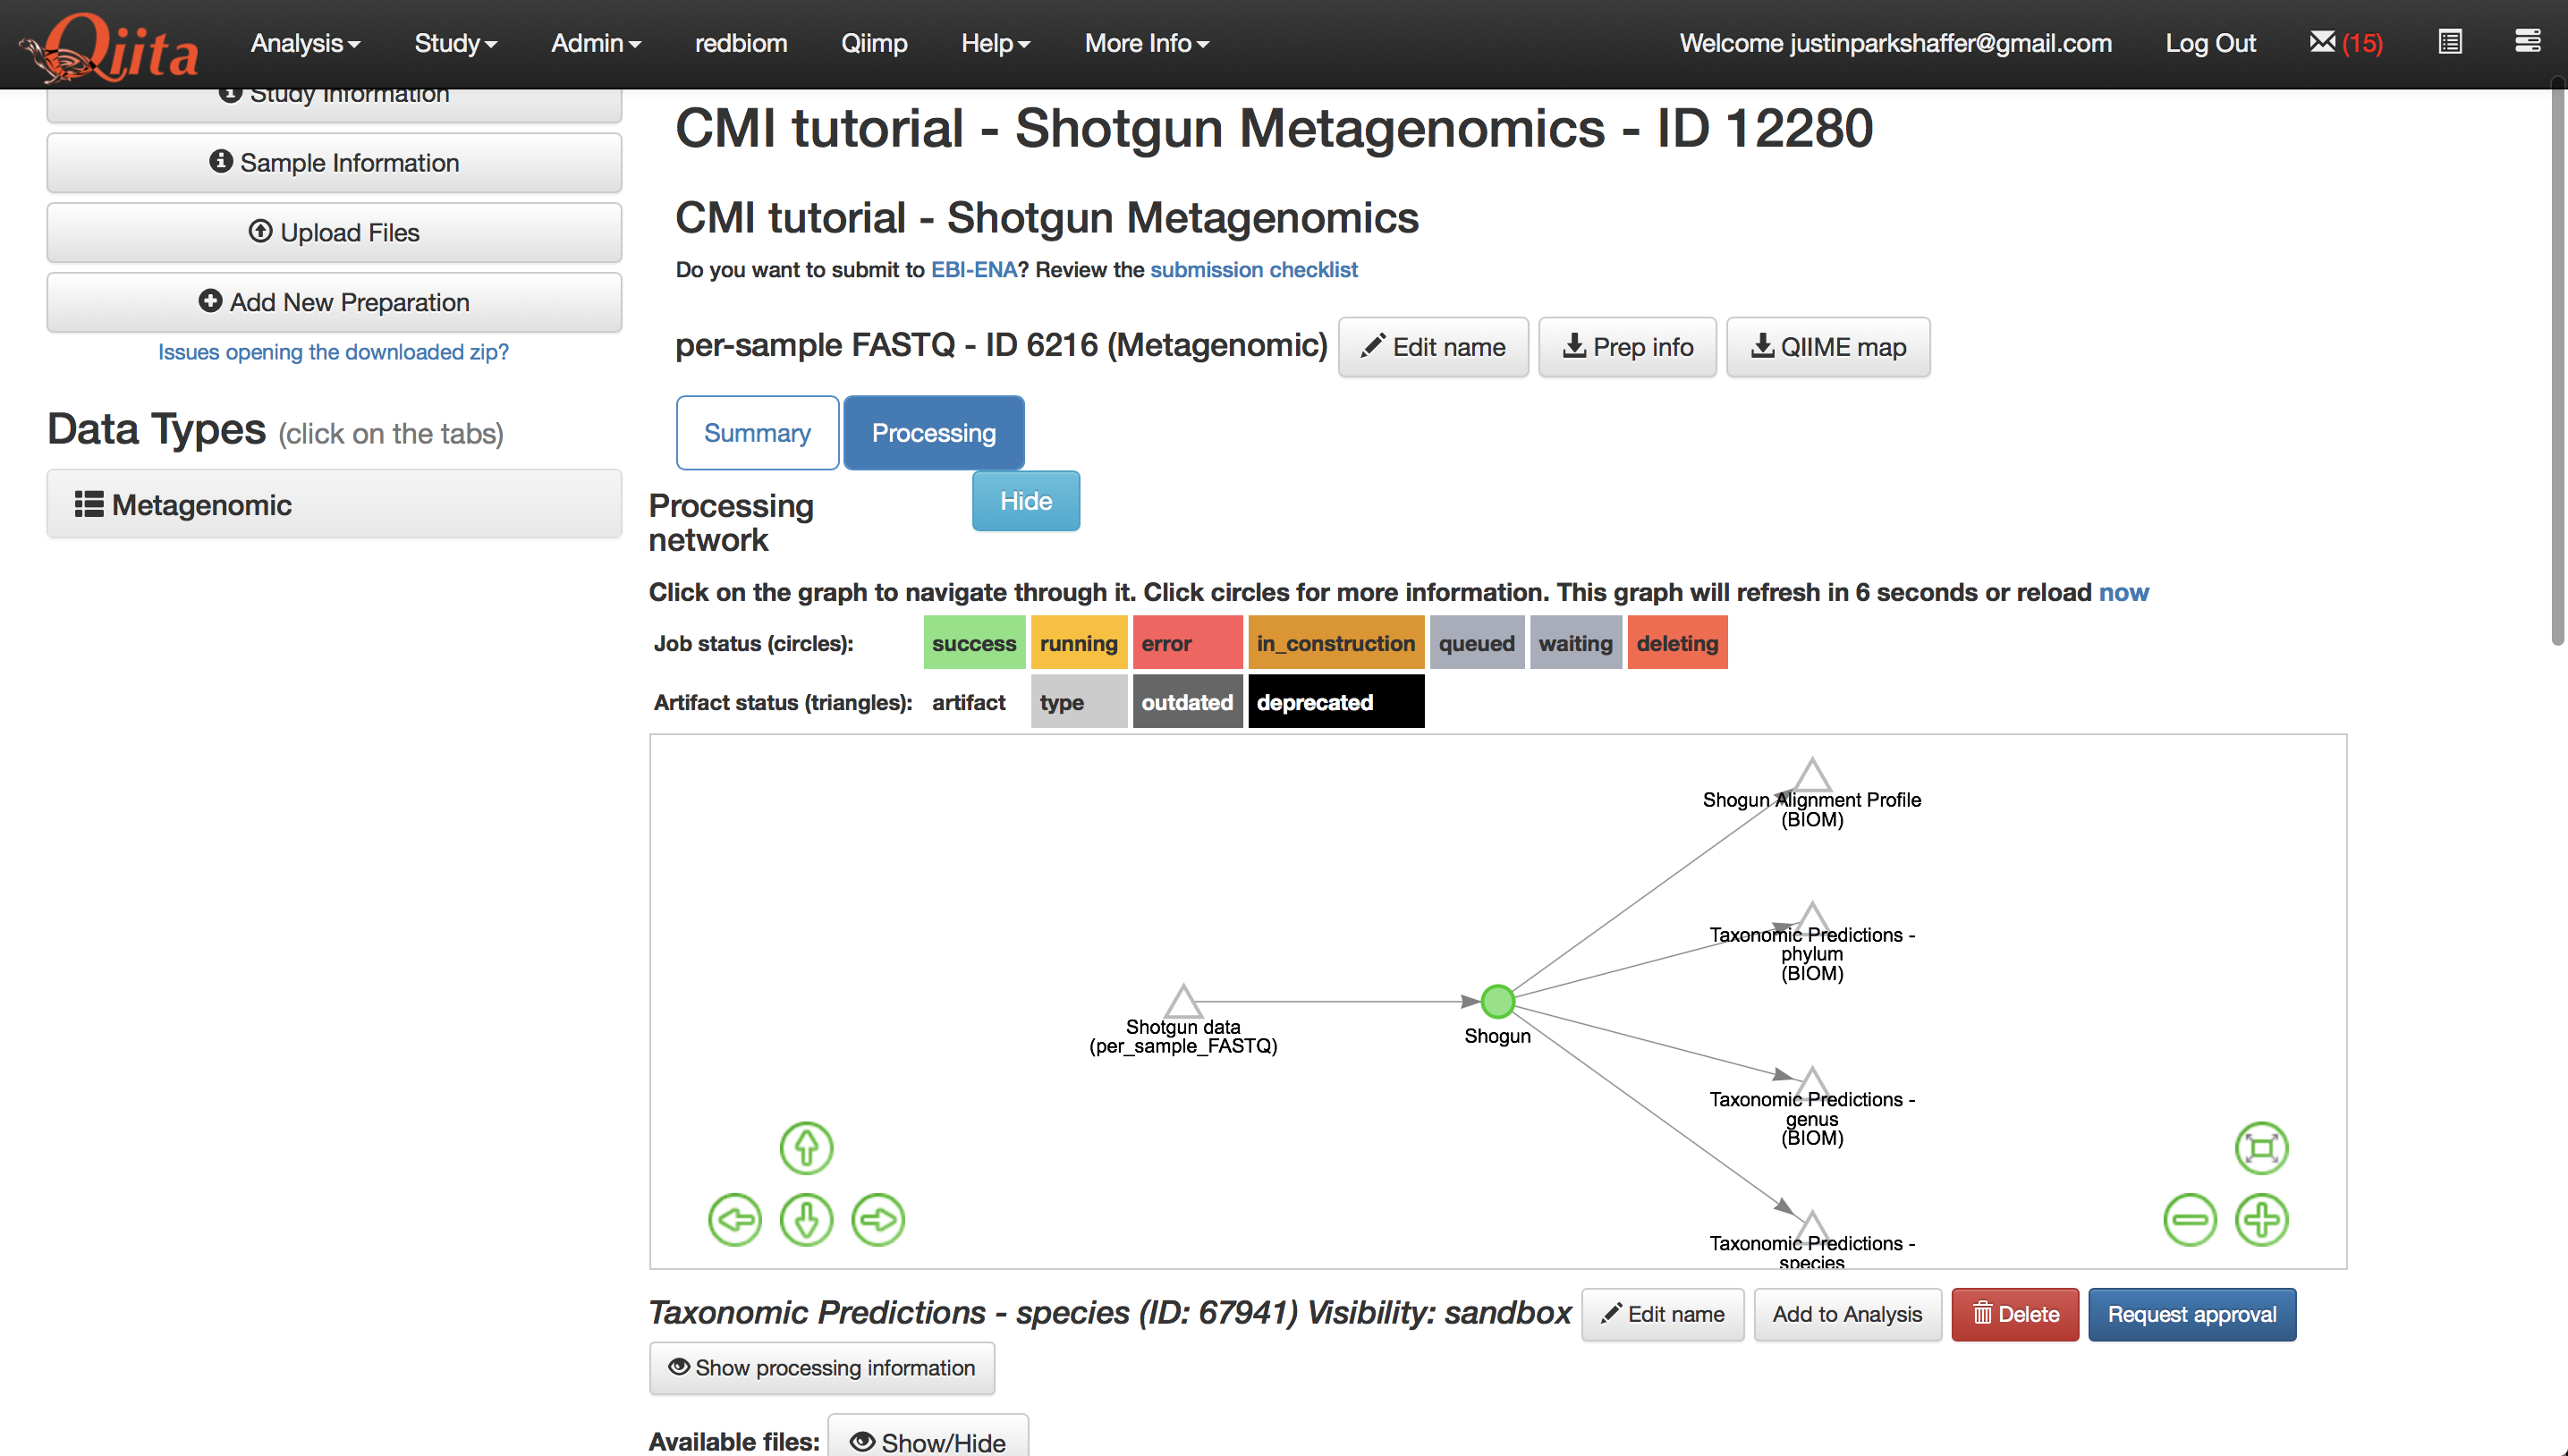 Qiita Analysis Study Admin redbiom Qiimp Help More Info Welcome justinparkshaffer@gmail.com Log Out (15)
Study Information
Sample Information
Upload Files
Add New Preparation
Issues opening the downloaded zip?
Data Types (click on the tabs)
Metagenomic
CMI tutorial - Shotgun Metagenomics - ID 12280
CMI tutorial - Shotgun Metagenomics
Do you want to submit to EBI-ENA? Review the submission checklist
per-sample FASTQ - ID 6216 (Metagenomic) Edit name Prep info QIIME map
Summary Processing
Processing
network
Hide
Click on the graph to navigate through it. Click circles for more information. This graph will refresh in 6 seconds or reload now
Job status (circles): success running error in_construction queued waiting deleting
Artifact status (triangles): artifact type outdated deprecated
Shogun Alignment Profile
(BIOM)
Taxonomic Predictions -
phylum
(BIOM)
Shotgun data
(per_sample_FASTQ)
Shogun
Taxonomic Predictions -
genus
(BIOM)
Taxonomic Predictions -
species
Taxonomic Predictions - species (ID: 67941) Visibility: sandbox Edit name Add to Analysis Delete Request approval
Show processing information
Available files: Show/Hide